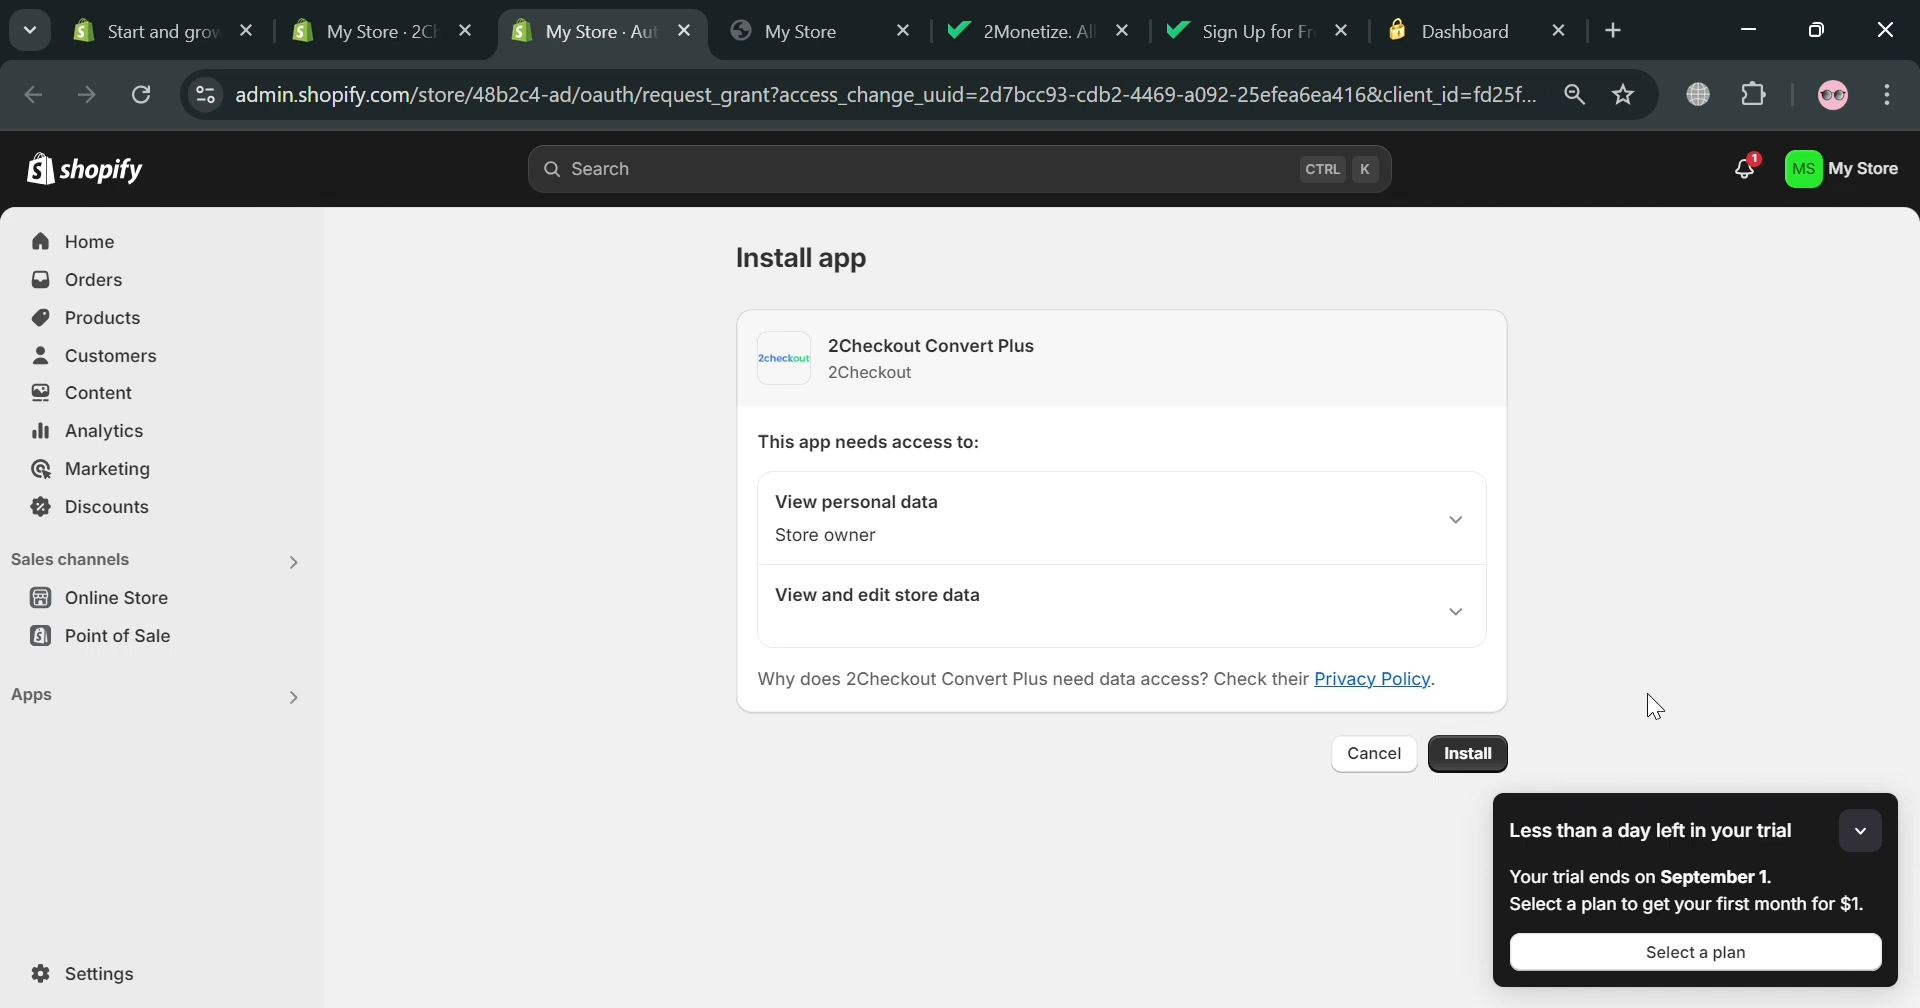 Start and grov
My Store · 2Cl
My Store · Aut
My Store
2Monetize. All
Sign Up for Fr
Dashboard
admin.shopify.com/store/48b2c4-ad/oauth/request_grant?access_change_uuid=2d7bcc93-cdb2-4469-a092-25efea6ea416&client_id=fd25f...
shopify
Search
CTRL K
1
MS My Store
Home
Orders
Products
Customers
Content
Analytics
Marketing
Discounts
Sales channels
Online Store
Point of Sale
Apps
Settings
Install app
2checkout
2Checkout Convert Plus
2Checkout
This app needs access to:
View personal data
Store owner
View and edit store data
Why does 2Checkout Convert Plus need data access? Check their Privacy Policy.
Cancel
Install
Less than a day left in your trial
Your trial ends on September 1.
Select a plan to get your first month for $1.
Select a plan